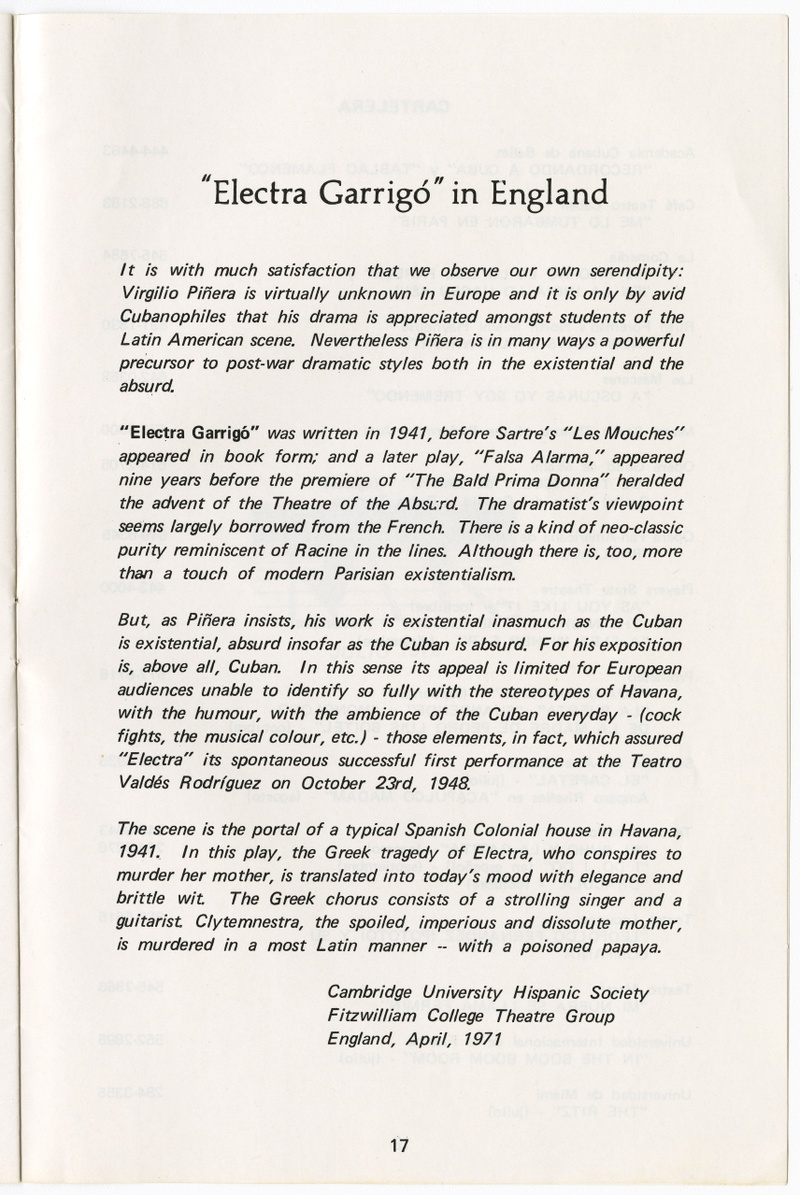 “Electra Garrigó” in England
It is with much satisfaction that we observe our own serendipity:
Virgilio Piñera is virtually unknown in Europe and it is only by avid
Cubanophiles that his drama is appreciated amongst students of the
Latin American scene. Nevertheless Piñera is in many ways a powerful
precursor to post-war dramatic styles both in the existential and the
absurd.
“Electra Garrigó” was written in 1941, before Sartre’s “Les Mouches”
appeared in book form; and a later play, “Falsa Alarma,” appeared
nine years before the premiere of “The Bald Prima Donna” heralded
the advent of the Theatre of the Absurd. The dramatist’s viewpoint
seems largely borrowed from the French. There is a kind of neo-classic
purity reminiscent of Racine in the lines. Although there is, too, more
than a touch of modern Parisian existentialism.
But, as Piñera insists, his work is existential inasmuch as the Cuban
is existential, absurd insofar as the Cuban is absurd. For his exposition
is, above all, Cuban. In this sense its appeal is limited for European
audiences unable to identify so fully with the stereotypes of Havana,
with the humour, with the ambience of the Cuban everyday - (cock
fights, the musical colour, etc.) - those elements, in fact, which assured
“Electra” its spontaneous successful first performance at the Teatro
Valdés Rodríguez on October 23rd, 1948.
The scene is the portal of a typical Spanish Colonial house in Havana,
1941. In this play, the Greek tragedy of Electra, who conspires to
murder her mother, is translated into today’s mood with elegance and
brittle wit. The Greek chorus consists of a strolling singer and a
guitarist. Clytemnestra, the spoiled, imperious and dissolute mother,
is murdered in a most Latin manner -- with a poisoned papaya.
Cambridge University Hispanic Society
Fitzwilliam College Theatre Group
England, April, 1971
17